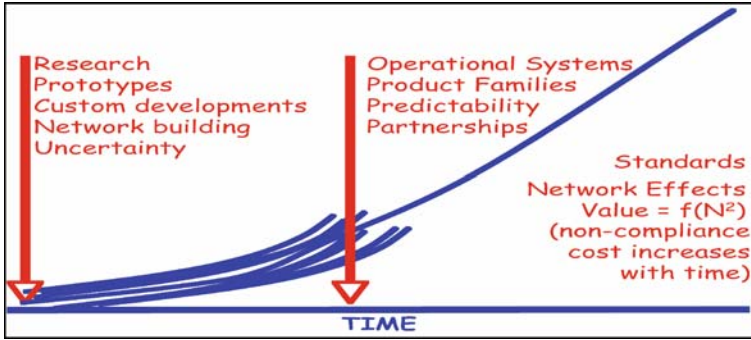 Research
Prototypes
Custom developments
Network building
Uncertainty
Operational Systems
Product Families
Predictability
Partnerships
Standards
Network Effects
Value = f(N²)
(non-compliance
cost increases
with time)
TIME